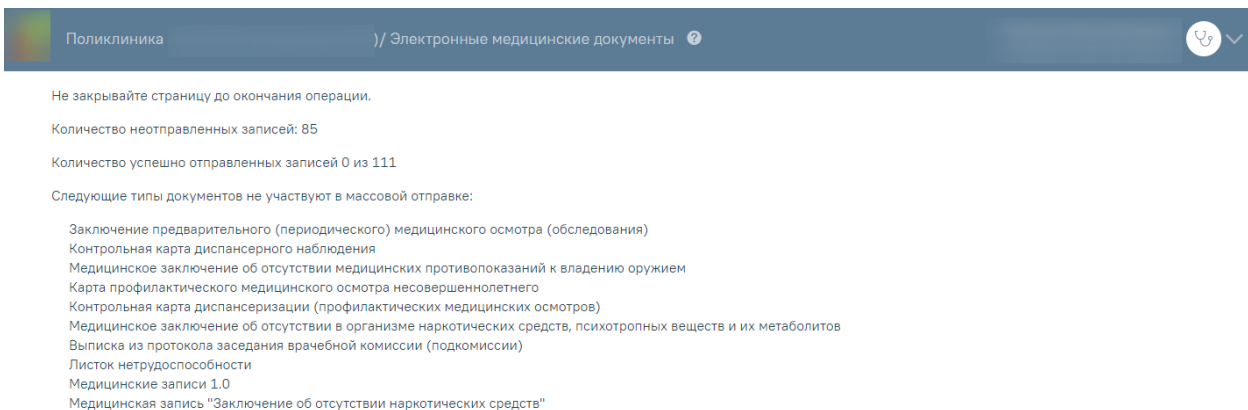 Поликлиника )/ Электронные медицинские документы ?
Не закрывайте страницу до окончания операции.
Количество неотправленных записей: 85
Количество успешно отправленных записей 0 из 111
Следующие типы документов не участвуют в массовой отправке:
Заключение предварительного (периодического) медицинского осмотра (обследования)
Контрольная карта диспансерного наблюдения
Медицинское заключение об отсутствии медицинских противопоказаний к владению оружием
Карта профилактического медицинского осмотра несовершеннолетнего
Контрольная карта диспансеризации (профилактических медицинских осмотров)
Медицинское заключение об отсутствии в организме наркотических средств, психотропных веществ и их метаболитов
Выписка из протокола заседания врачебной комиссии (подкомиссии)
Листок нетрудоспособности
Медицинские записи 1.0
Медицинская запись "Заключение об отсутствии наркотических средств"